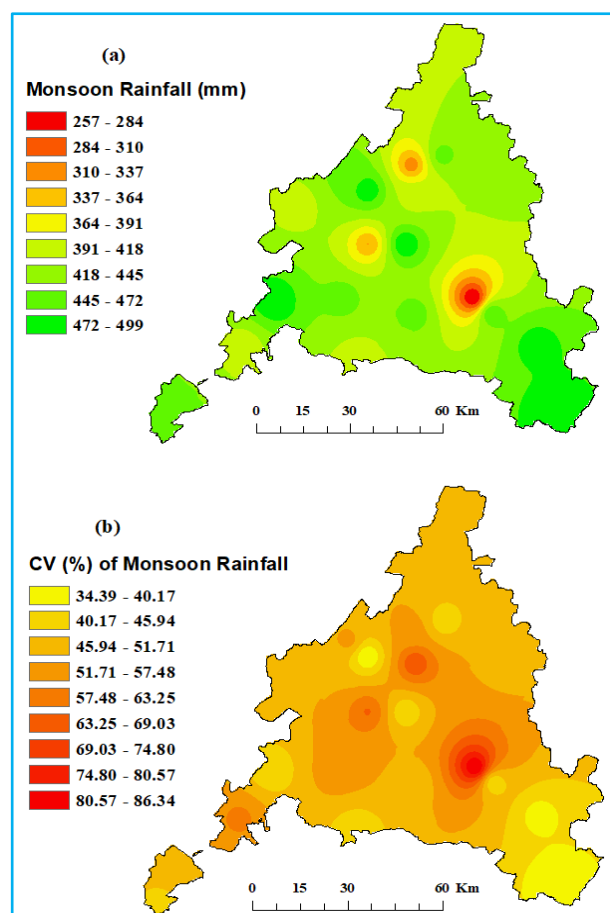 (a)
Monsoon Rainfall (mm)
257 - 284
284 - 310
310 - 337
337 - 364
364 - 391
391 - 418
418 - 445
445 - 472
472 - 499
0 15 30 60 Km
(b)
CV (%) of Monsoon Rainfall
34.39 - 40.17
40.17 - 45.94
45.94 - 51.71
51.71 - 57.48
57.48 - 63.25
63.25 - 69.03
69.03 - 74.80
74.80 - 80.57
80.57 - 86.34
0 15 30 60 Km